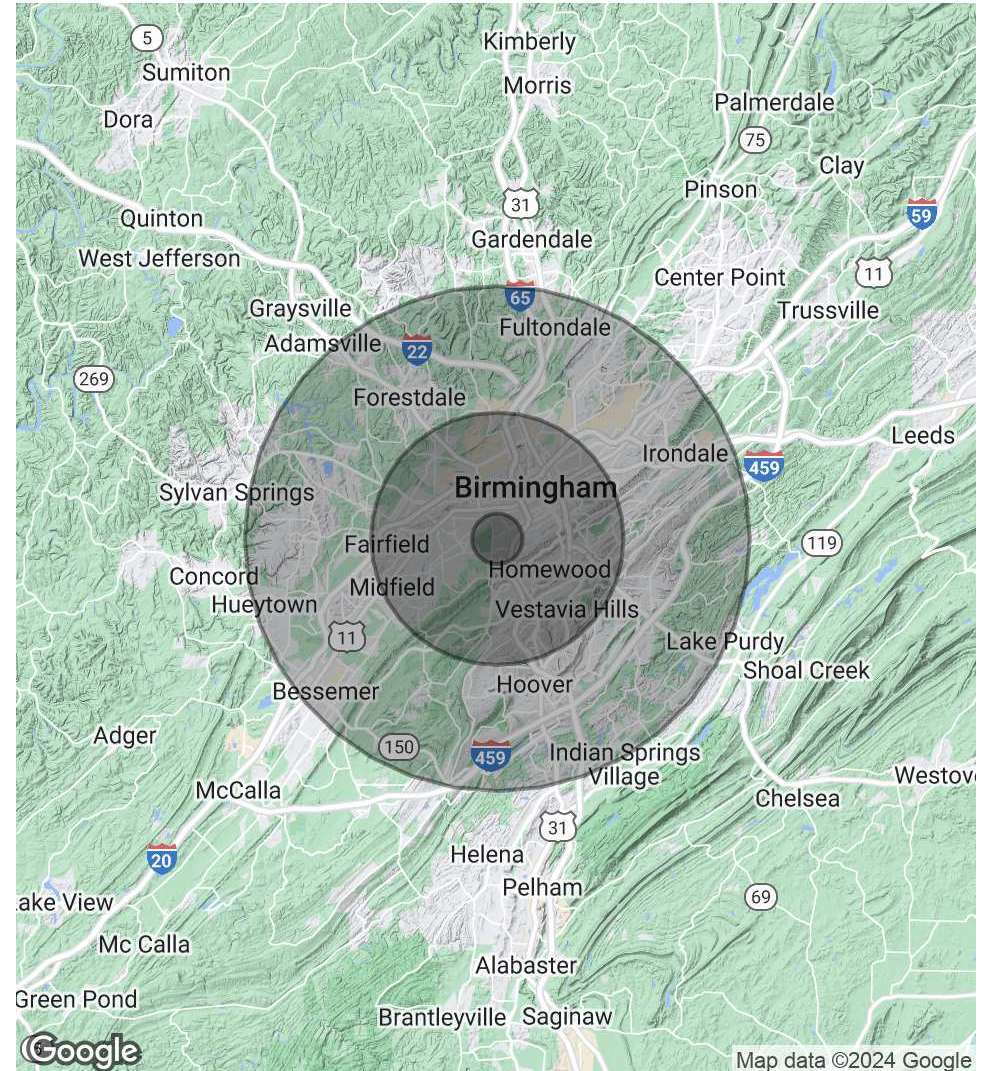 Kimberly
5
Sumiton
Morris
Palmerdale
Dora
75
Clay
Pinson
31
59
Quinton
Gardendale
West Jefferson
11
Center Point
65
Graysville
Trussville
Fultondale
Adamsville
22
269
Forestdale
Leeds
Irondale
459
Birmingham
Sylvan Springs
119
Fairfield
Homewood
Concord
Midfield
Hueytown
Vestavia Hills
11
Lake Purdy
Shoal Creek
Hoover
Bessemer
Adger
150
459
Indian Springs
Village
Westov
McCalla
Chelsea
31
20
Helena
Pelham
69
ake View
Mc Calla
Alabaster
Green Pond
Brantleyville
Saginaw
Google
Map data ©2024 Google